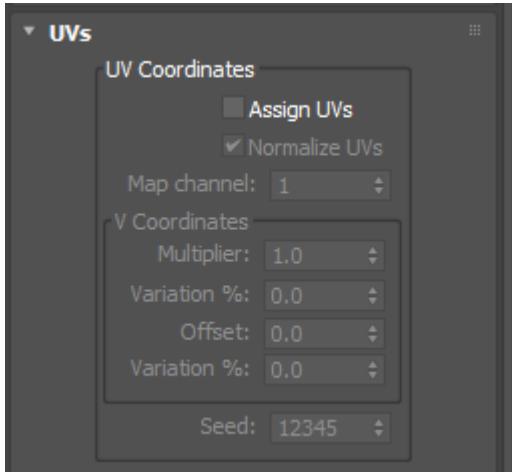 UVs
UV Coordinates
Assign UVs
Normalize UVs
Map channel: 1
V Coordinates
Multiplier: 1.0
Variation %: 0.0
Offset: 0.0
Variation %: 0.0
Seed: 12345